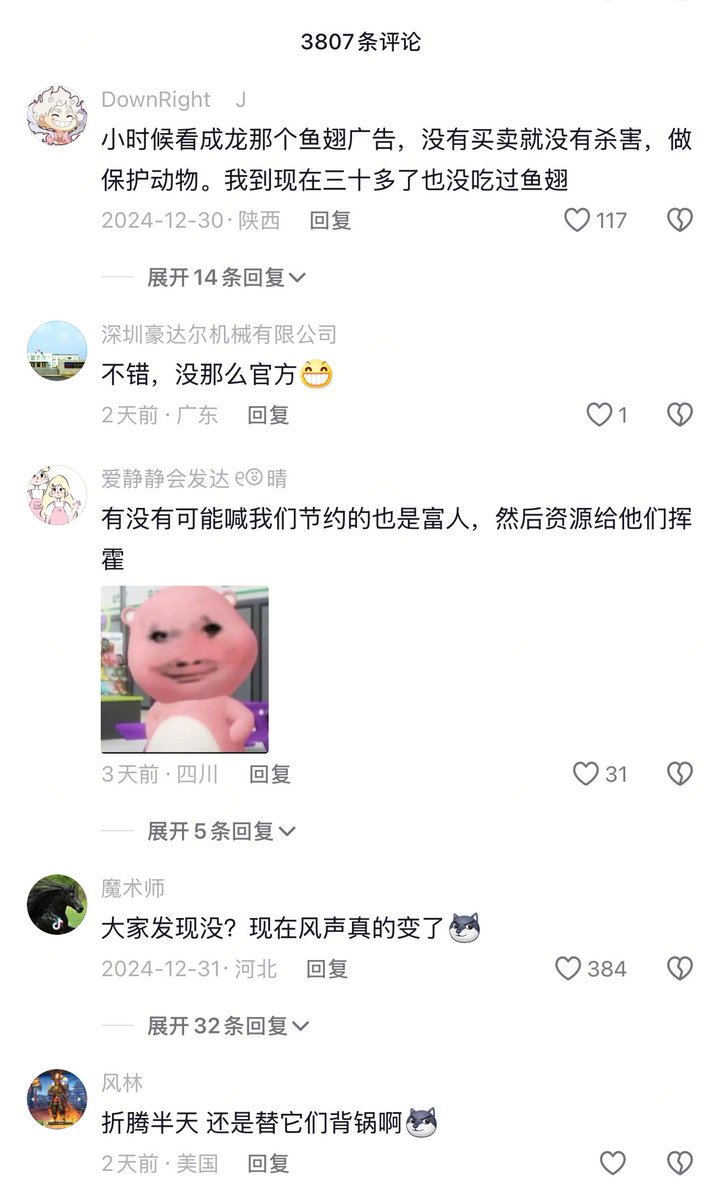 3807条评论
DownRight J
小时候看成龙那个鱼翅广告，没有买卖就没有杀害，做
保护动物。我到现在三十多了也没吃过鱼翅
2024-12-30·陕西 回复 117
展开14条回复
深圳豪达尔机械有限公司
不错，没那么官方😁
2天前·广东 回复 1
爱静静会发达 晴
有没有可能喊我们节约的也是富人，然后资源给他们挥
霍
3天前·四川 回复 31
展开5条回复
魔术师
大家发现没？现在风声真的变了
2024-12-31·河北 回复 384
展开32条回复
风林
折腾半天 还是替它们背锅啊
2天前·美国 回复